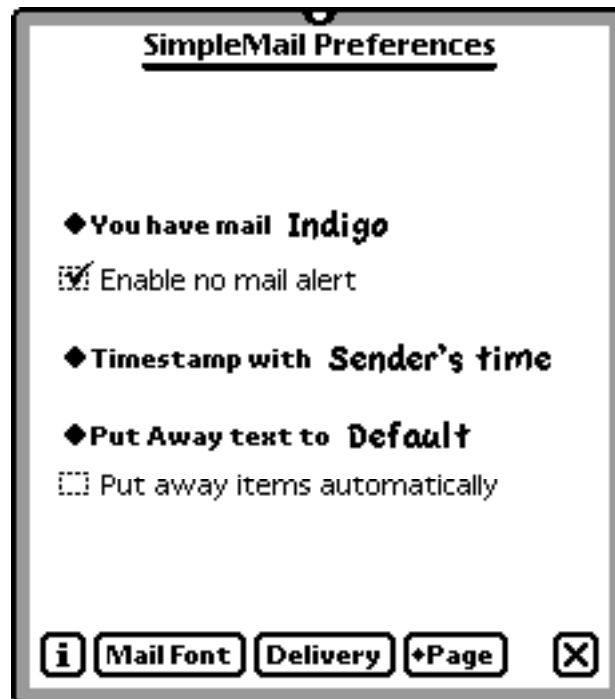 SimpleMail Preferences
◆You have mail Indigo
Enable no mail alert
◆Timestamp with Sender's time
◆Put Away text to Default
Put away items automatically
i Mail Font Delivery ◆Page X